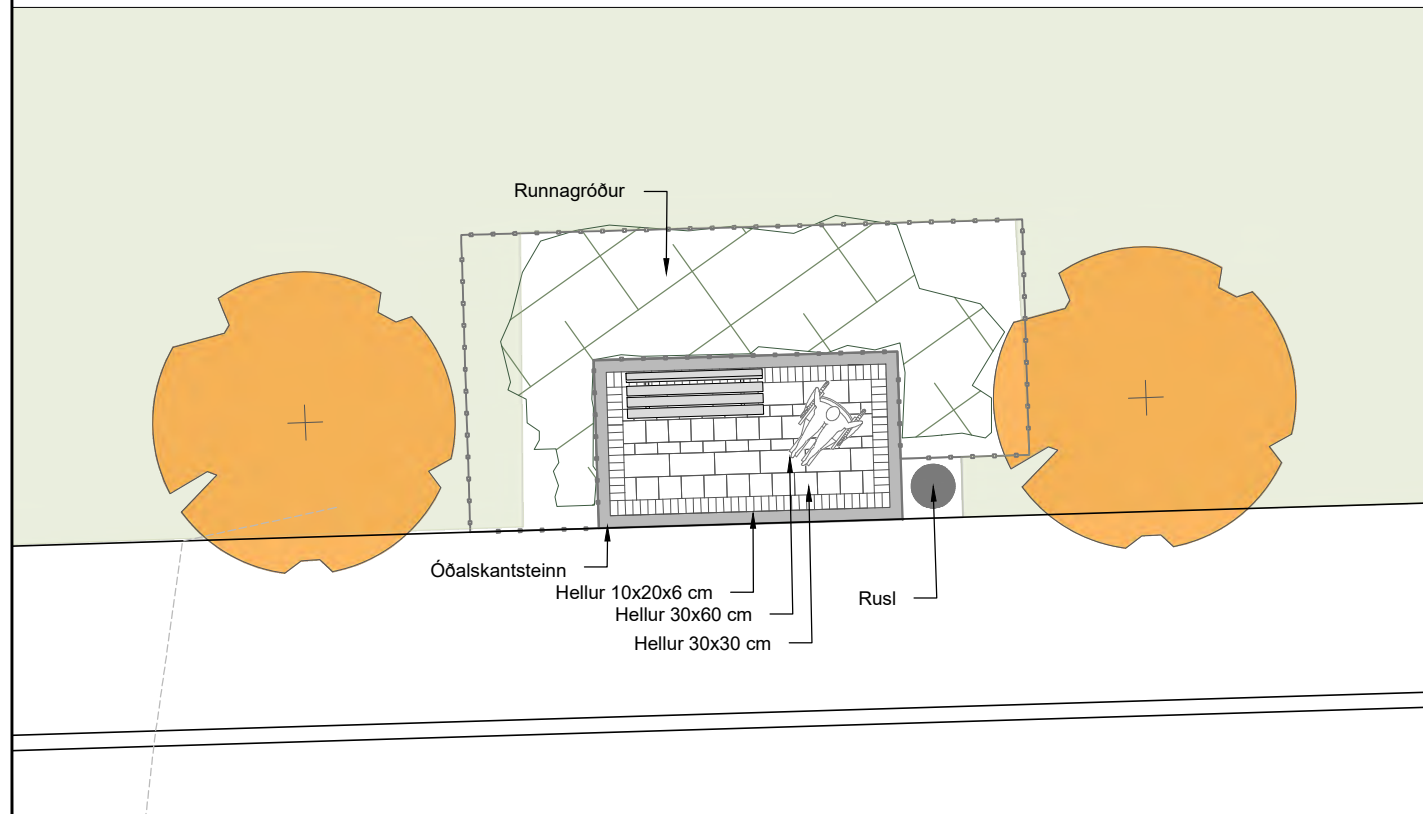 Runnagróður
Óðalskantsteinn
Hellur 10x20x6 cm
Hellur 30x60 cm
Rusl
Hellur 30x30 cm